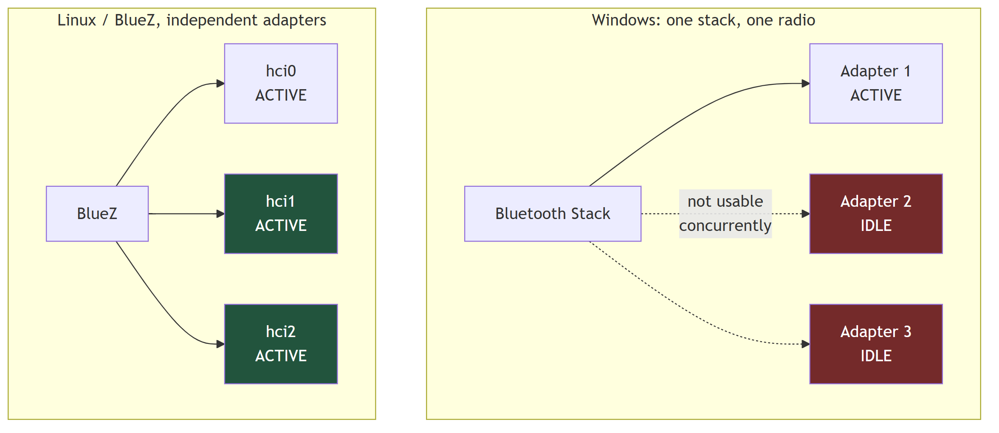 Linux / BlueZ, independent adapters
hci0
ACTIVE
BlueZ
hci1
ACTIVE
hci2
ACTIVE
Windows: one stack, one radio
Adapter 1
ACTIVE
Bluetooth Stack
not usable
concurrently
Adapter 2
IDLE
Adapter 3
IDLE